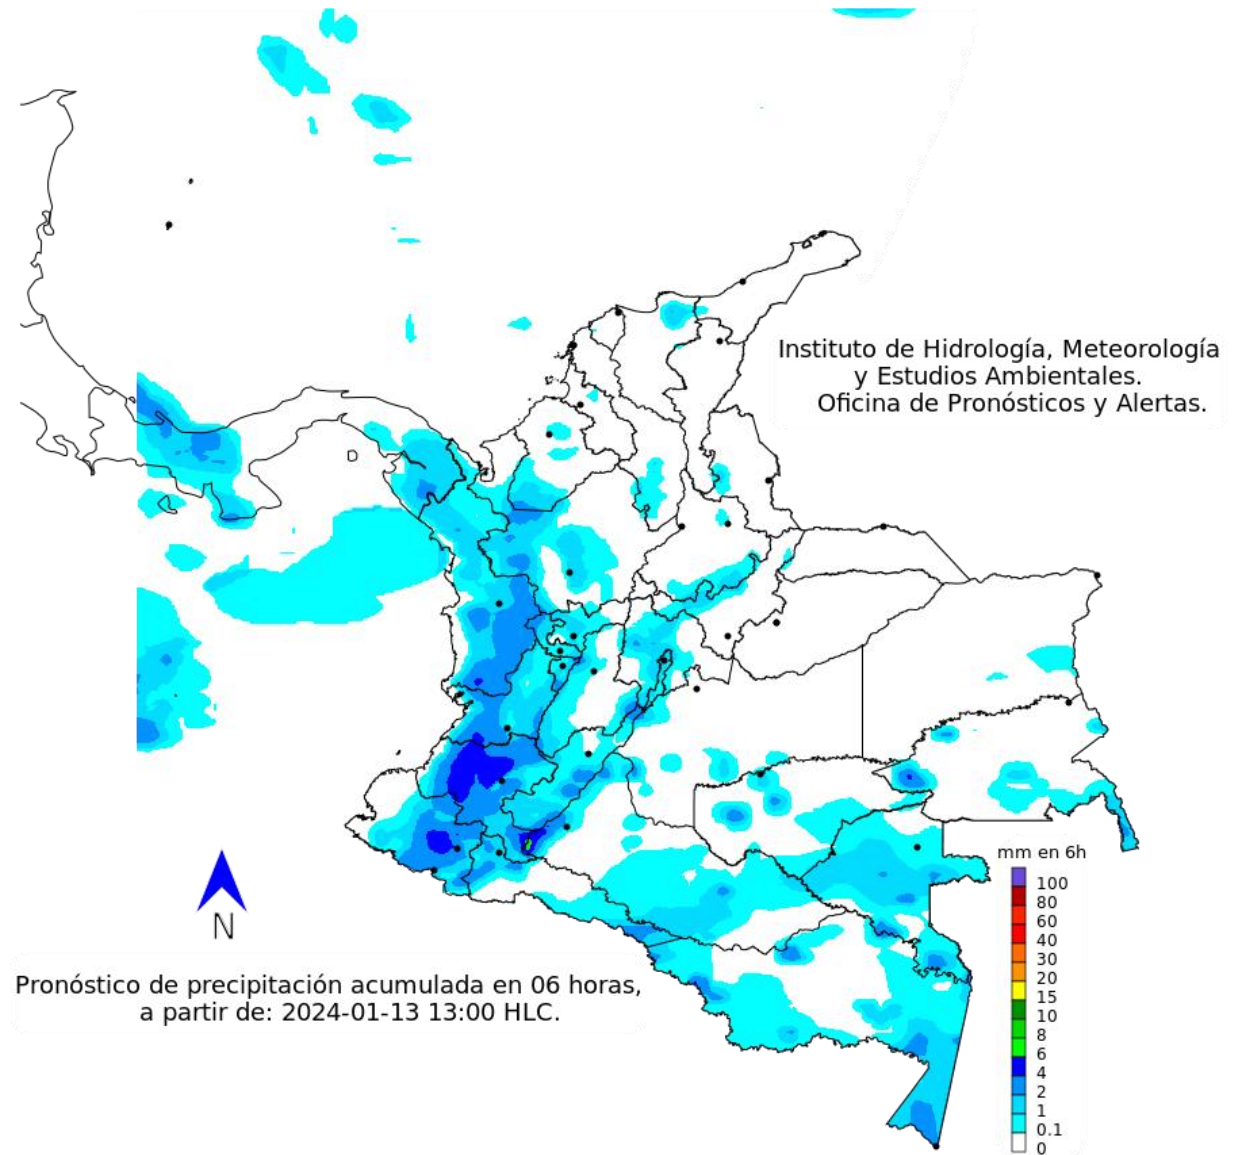 Instituto de Hidrología, Meteorología
y Estudios Ambientales.
Oficina de Pronósticos y Alertas.
mm en 6h
100
80
60
40
30
20
15
10
8
6
4
2
1
0.1
0
N
Pronóstico de precipitación acumulada en 06 horas,
a partir de: 2024-01-13 13:00 HLC.